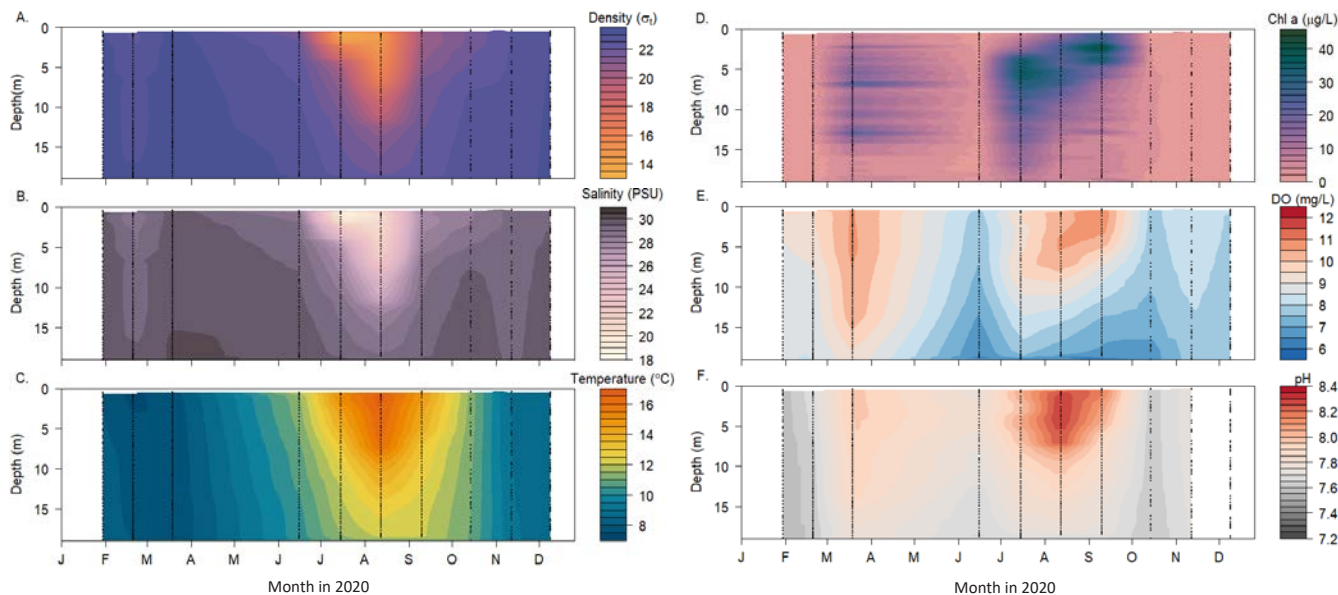 A.
Density (σt)
0
5
10
15
Depth(m)
22
20
18
16
14
B.
Salinity (PSU)
0
5
10
15
Depth (m)
30
28
26
24
22
20
18
C.
Temperature (°C)
0
5
10
15
Depth (m)
16
14
12
10
8
J F M A M J J A S O N D
Month in 2020
D.
Chl a (µg/L)
0
5
10
15
Depth (m)
40
30
20
10
0
E.
DO (mg/L)
0
5
10
15
Depth (m)
12
11
10
9
8
7
6
F.
pH
0
5
10
15
Depth (m)
8.4
8.2
8.0
7.8
7.6
7.4
7.2
J F M A M J J A S O N D
Month in 2020